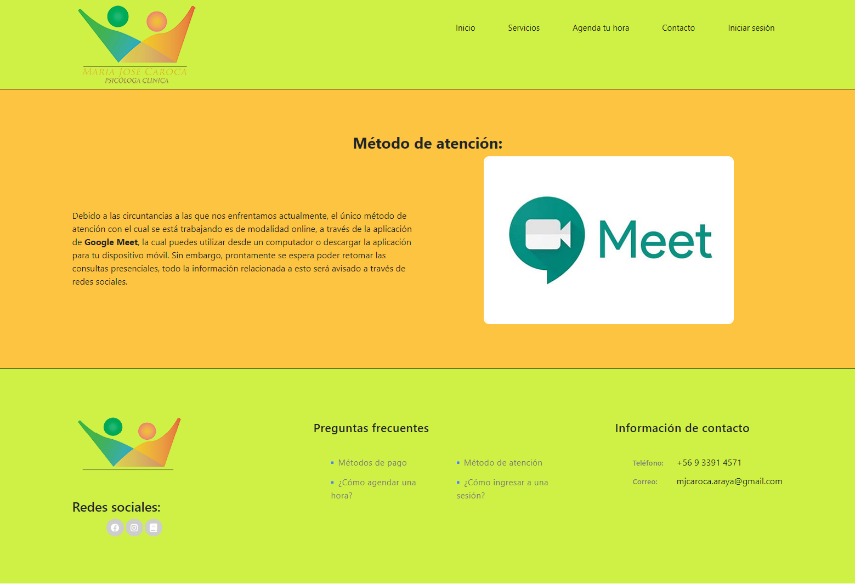 Inicio Servicios Agenda tu hora Contacto Iniciar sesión
MARIA JOSE CAROCA
PSICÓLOGA CLINICA
Método de atención:
Debido a las circuntancias a las que nos enfrentamos actualmente, el único método de
atención con el cual se está trabajando es de modalidad online, a través de la aplicación
de Google Meet, la cual puedes utilizar desde un computador o descargar la aplicación
para tu dispositivo móvil. Sin embargo, prontamente se espera poder retomar las
consultas presenciales, todo la información relacionada a esto será avisado a través de
redes sociales.
Meet
Redes sociales:
Preguntas frecuentes
Métodos de pago
¿Cómo agendar una
hora?
Método de atención
¿Cómo ingresar a una
sesión?
Información de contacto
Teléfono: +56 9 3391 4571
Correo: mjcaroca.araya@gmail.com